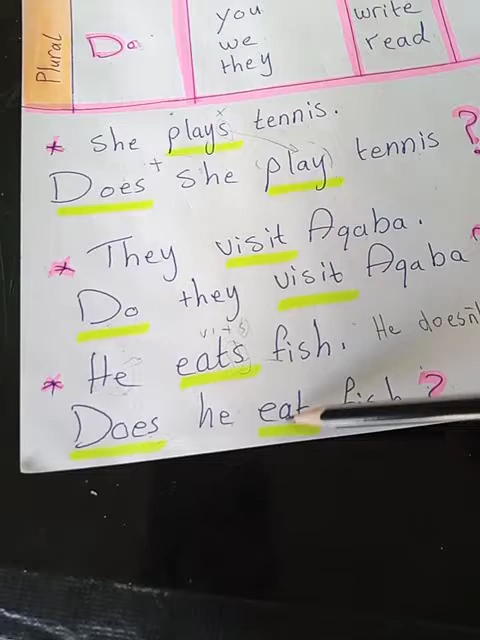 Plural
Do
you
we
they
write
read
* She plays tennis.
Does + she (play) tennis ?
* They visit Aqaba.
Do they visit Aqaba
* He eats fish. He doesn't
Does he eat fish ?